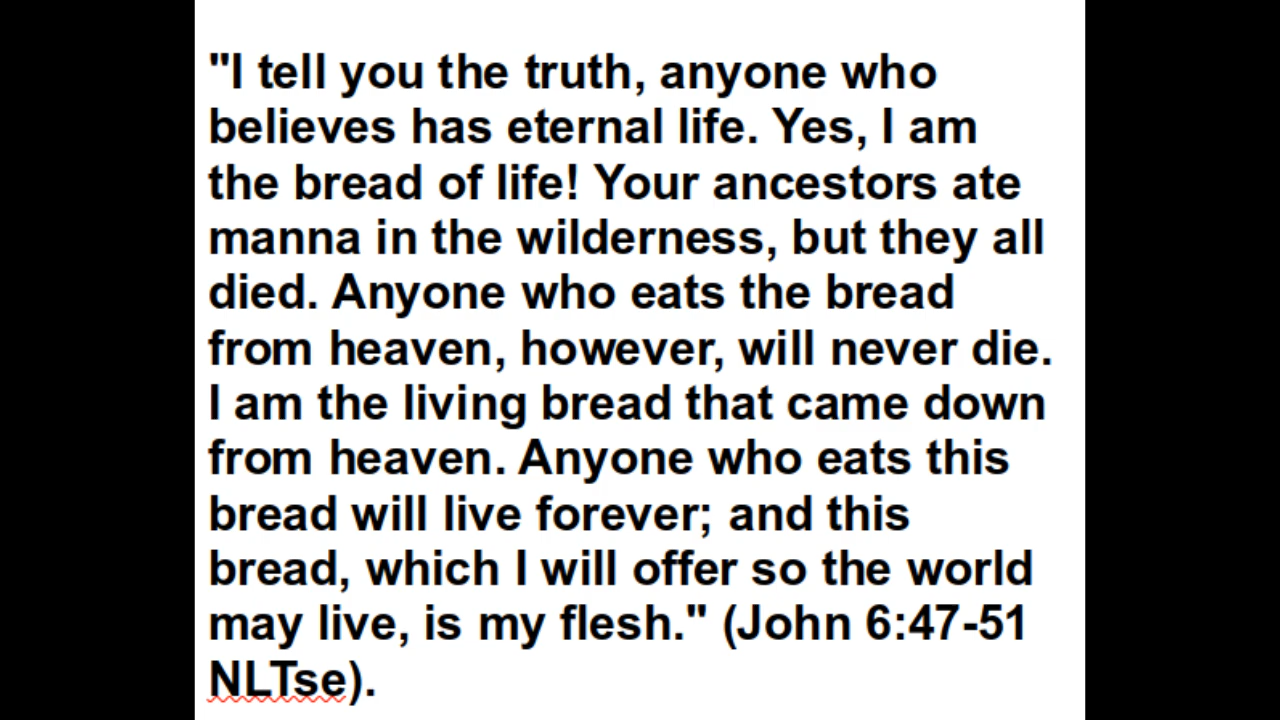 "I tell you the truth, anyone who
believes has eternal life. Yes, I am
the bread of life! Your ancestors ate
manna in the wilderness, but they all
died. Anyone who eats the bread
from heaven, however, will never die.
I am the living bread that came down
from heaven. Anyone who eats this
bread will live forever; and this
bread, which I will offer so the world
may live, is my flesh." (John 6:47-51
NLTse).